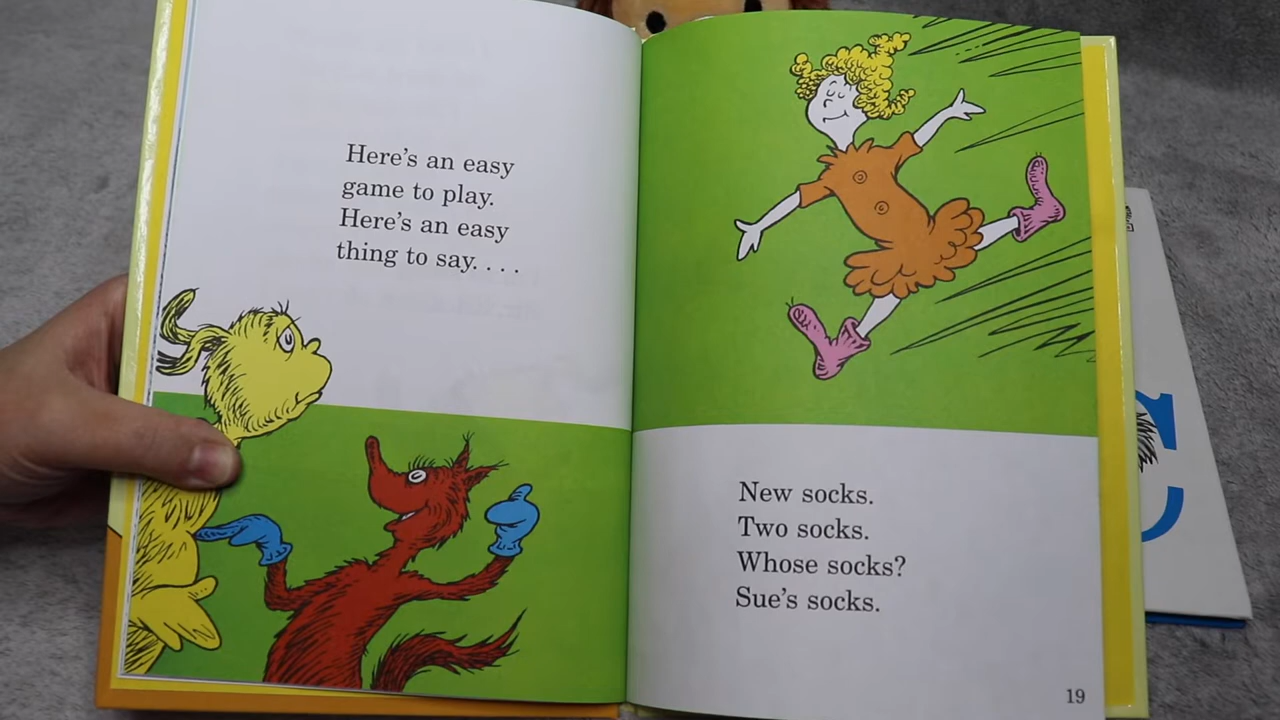 Here's an easy
game to play.
Here's an easy
thing to say. . . .
New socks.
Two socks.
Whose socks?
Sue's socks.
19